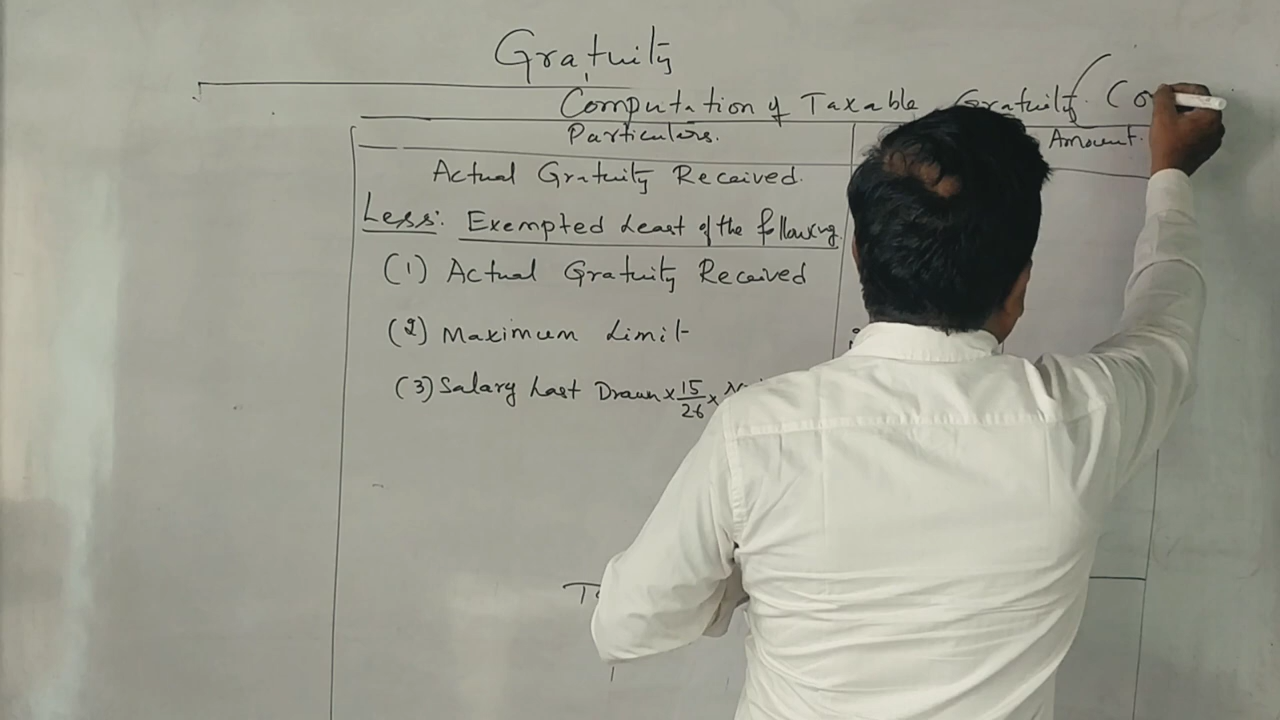 Gratuity
Computation of Taxable Gratuity (Co
Particulars. Amount.
Actual Gratuity Received.
Less: Exempted Least of the following
(1) Actual Gratuity Received
(2) Maximum Limit
(3) Salary Last Drawn × 15/26 ×